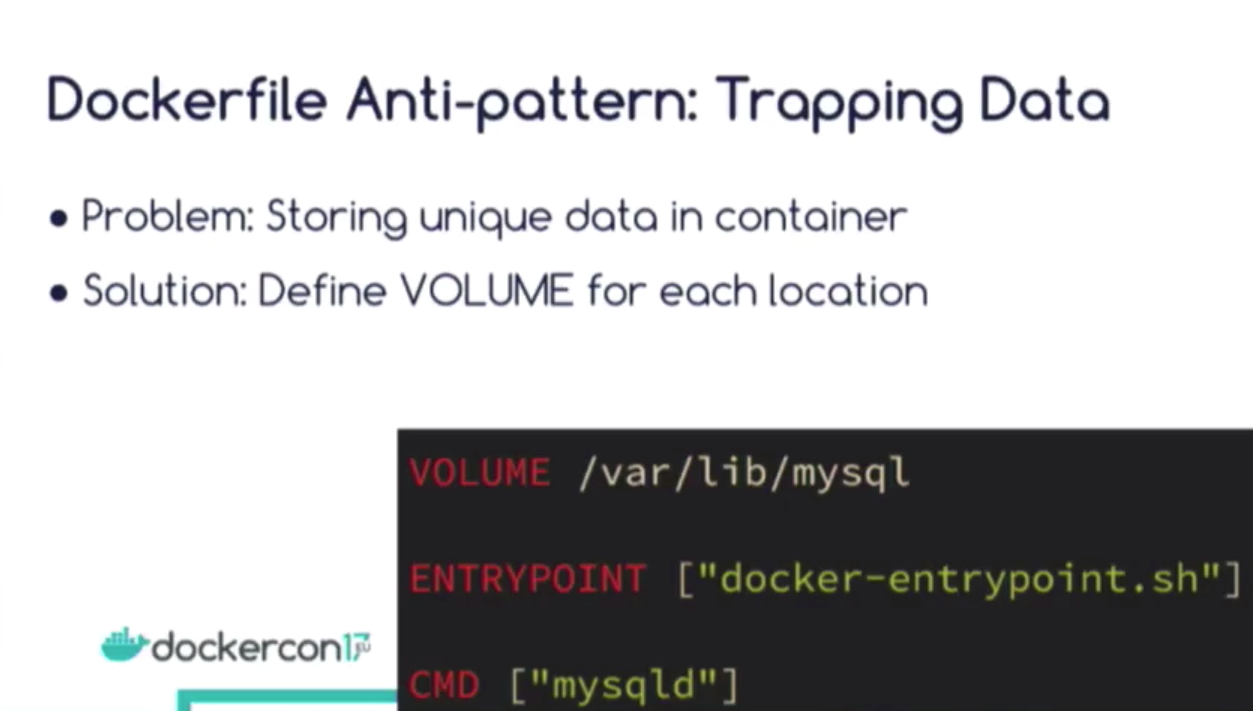 Dockerfile Anti-pattern: Trapping Data
• Problem: Storing unique data in container
• Solution: Define VOLUME for each location
VOLUME /var/lib/mysql
ENTRYPOINT ["docker-entrypoint.sh"]
CMD ["mysqld"]
dockercon17 EU